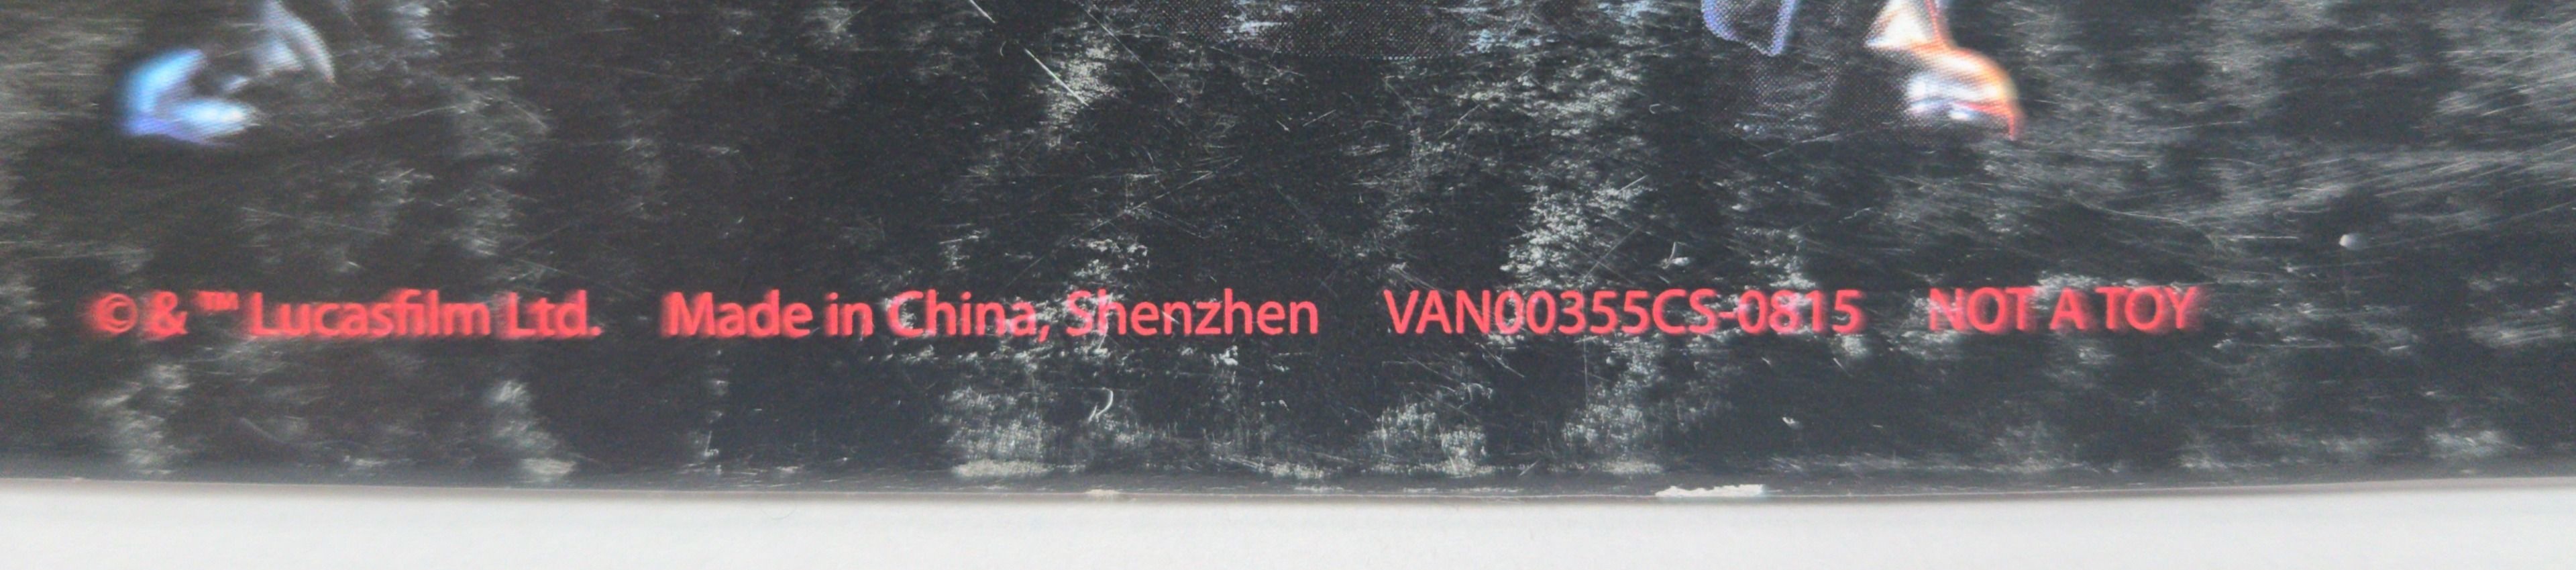 ©&™ Lucasfilm Ltd. Made in China, Shenzhen VAN00355CS-0815 NOT A TOY